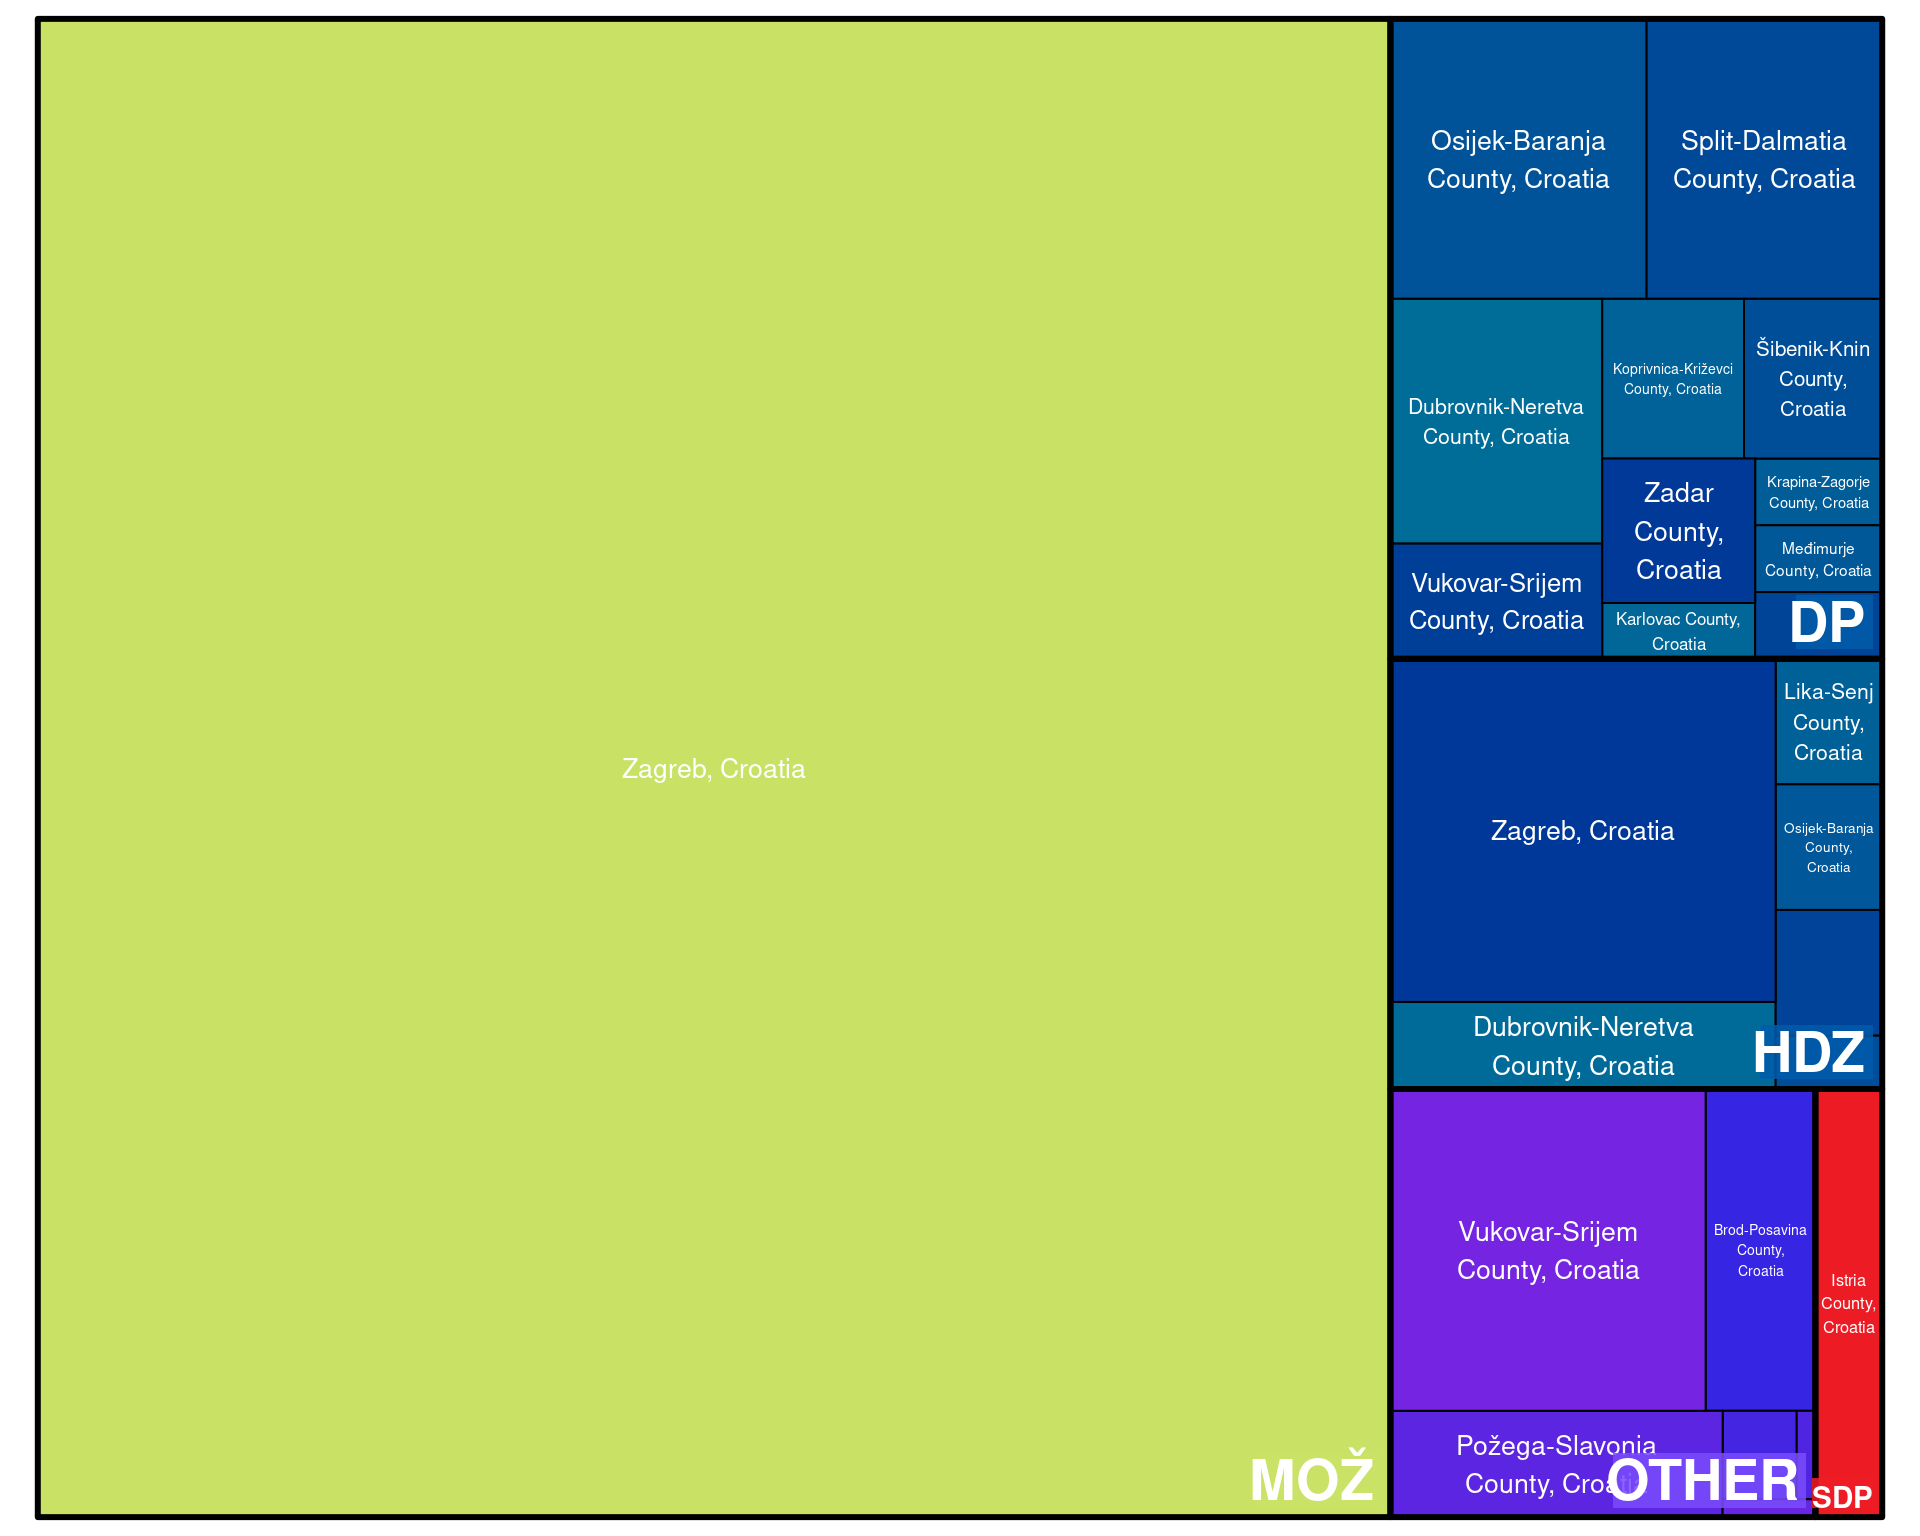 Zagreb, Croatia
MOŽ
Osijek-Baranja
County, Croatia
Split-Dalmatia
County, Croatia
Dubrovnik-Neretva
County, Croatia
Koprivnica-Križevci
County, Croatia
Šibenik-Knin
County,
Croatia
Vukovar-Srijem
County, Croatia
Zadar
County,
Croatia
Krapina-Zagorje
County, Croatia
Međimurje
County, Croatia
Karlovac County,
Croatia
DP
Zagreb, Croatia
Lika-Senj
County,
Croatia
Osijek-Baranja
County,
Croatia
Dubrovnik-Neretva
County, Croatia
HDZ
Vukovar-Srijem
County, Croatia
Brod-Posavina
County,
Croatia
Požega-Slavonia
County, Croatia
OTHER
Istria
County,
Croatia
SDP